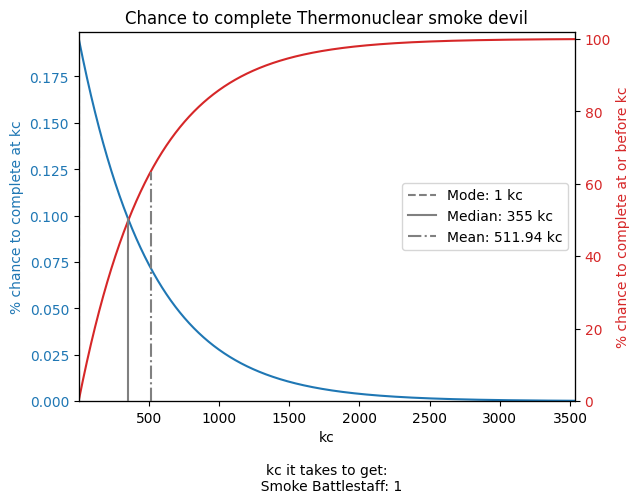 Chance to complete Thermonuclear smoke devil
% chance to complete at kc
0.175
0.150
0.125
0.100
0.075
0.050
0.025
0.000
100
80
60
40
20
0
% chance to complete at or before kc
Mode: 1 kc
Median: 355 kc
Mean: 511.94 kc
500 1000 1500 2000 2500 3000 3500
kc
kc it takes to get:
Smoke Battlestaff: 1